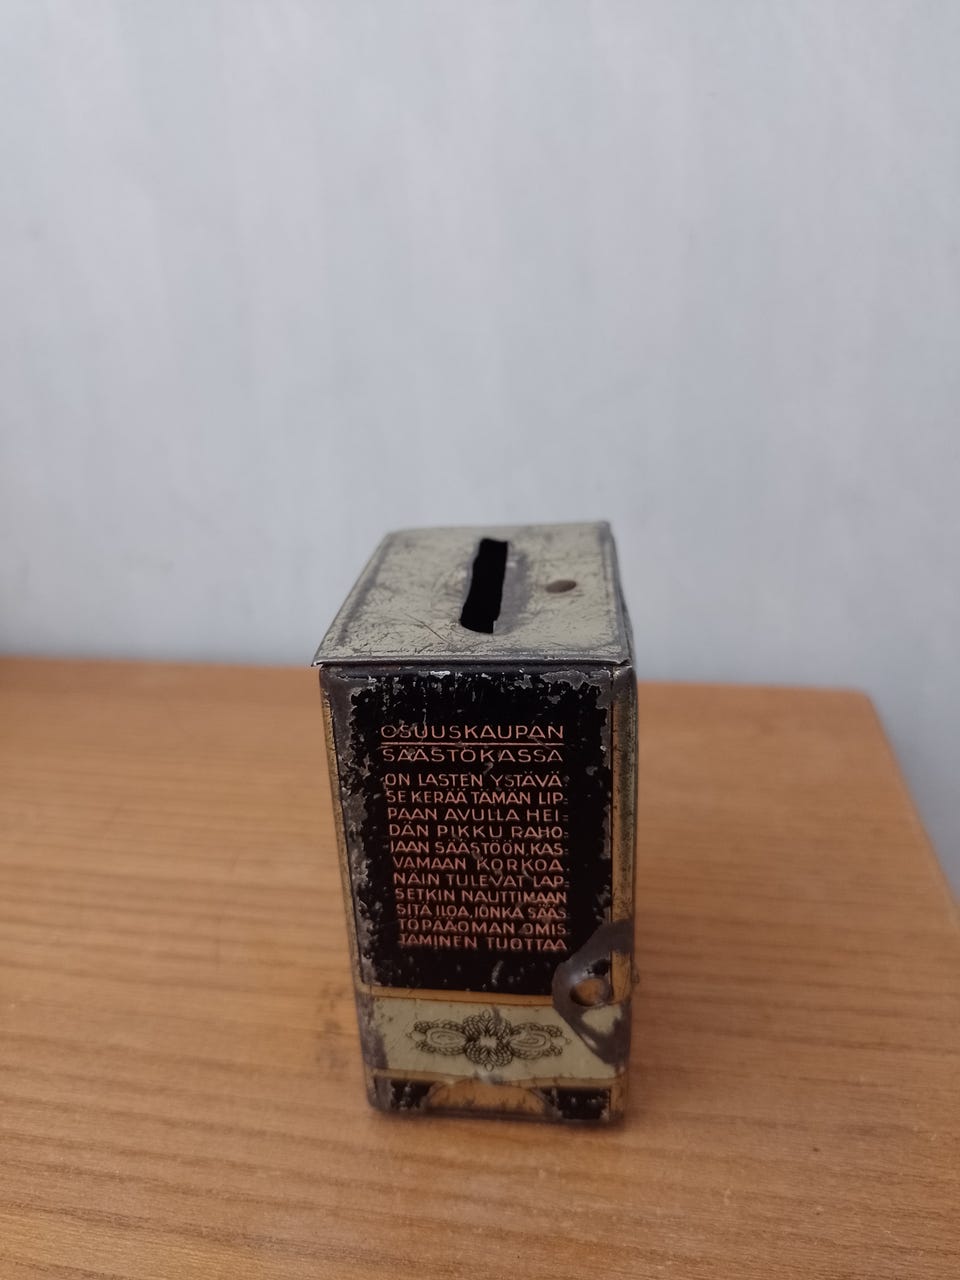 OSUUSKAUPAN
SÄÄSTÖKASSA
ON LASTEN YSTÄVÄ.
SE KERÄÄ TÄMÄN LIP=
PAAN AVULLA HEI=
DÄN PIKKU RAHO=
JAAN SÄÄSTÖÖN, KAS=
VAMAAN KORKOA
NÄIN TULEVAT LAP=
SETKIN NAUTTIMAAN
SITÄ ILOA, JONKA SÄÄS=
TÖPÄÄOMAN OMIS
TAMINEN TUOTTAA